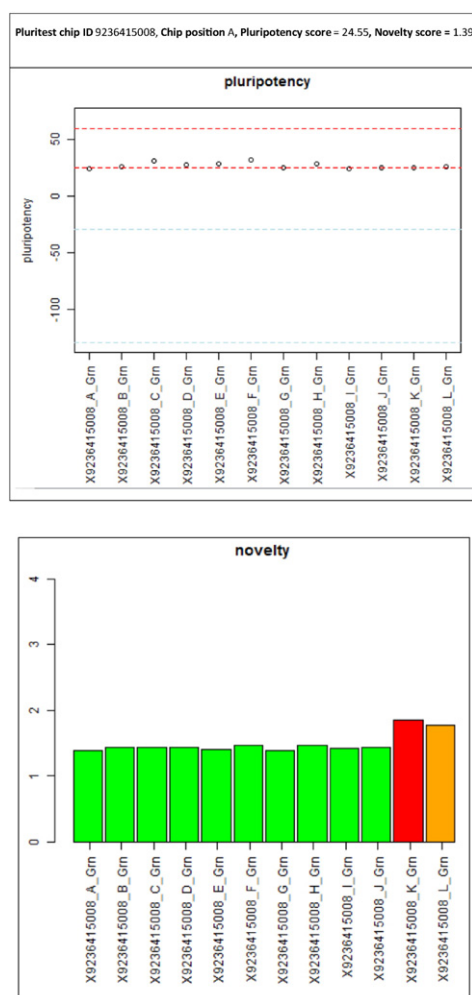 Pluritest chip ID 9236415008, Chip position A, Pluripotency score = 24.55, Novelty score = 1.39
pluripotency
50
0
-50
-100
pluripotency
X9236415008_A_Grn
X9236415008_B_Grn
X9236415008_C_Grn
X9236415008_D_Grn
X9236415008_E_Grn
X9236415008_F_Grn
X9236415008_G_Grn
X9236415008_H_Grn
X9236415008_I_Grn
X9236415008_J_Grn
X9236415008_K_Grn
X9236415008_L_Grn
novelty
4
3
2
1
0
X9236415008_A_Grn
X9236415008_B_Grn
X9236415008_C_Grn
X9236415008_D_Grn
X9236415008_E_Grn
X9236415008_F_Grn
X9236415008_G_Grn
X9236415008_H_Grn
X9236415008_I_Grn
X9236415008_J_Grn
X9236415008_K_Grn
X9236415008_L_Grn